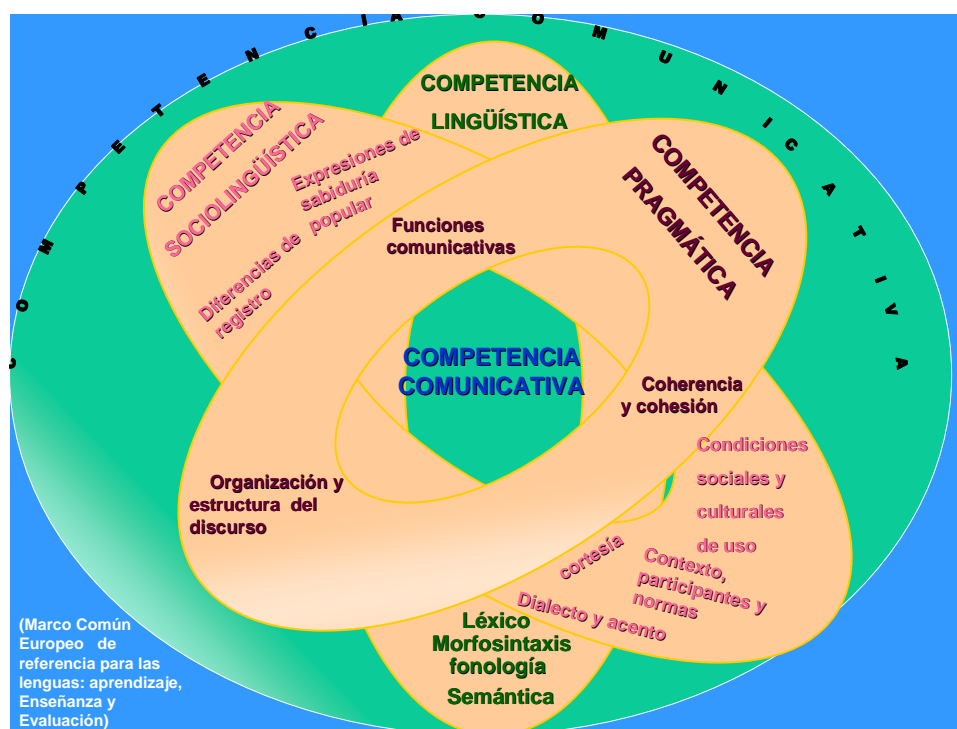 COMPETENCIA COMUNICATIVA
COMPETENCIA
LINGÜÍSTICA
COMPETENCIA
SOCIOLINGÜÍSTICA
Expresiones de
sabiduría
popular
Diferencias de
registro
COMPETENCIA
PRAGMÁTICA
Funciones
comunicativas
COMPETENCIA
COMUNICATIVA
Coherencia
y cohesión
Organización y
estructura del
discurso
Condiciones
sociales y
culturales
de uso
cortesía
Contexto,
participantes y
normas
Dialecto y acento
Léxico
Morfosintaxis
fonología
Semántica
(Marco Común
Europeo de
referencia para las
lenguas: aprendizaje,
Enseñanza y
Evaluación)